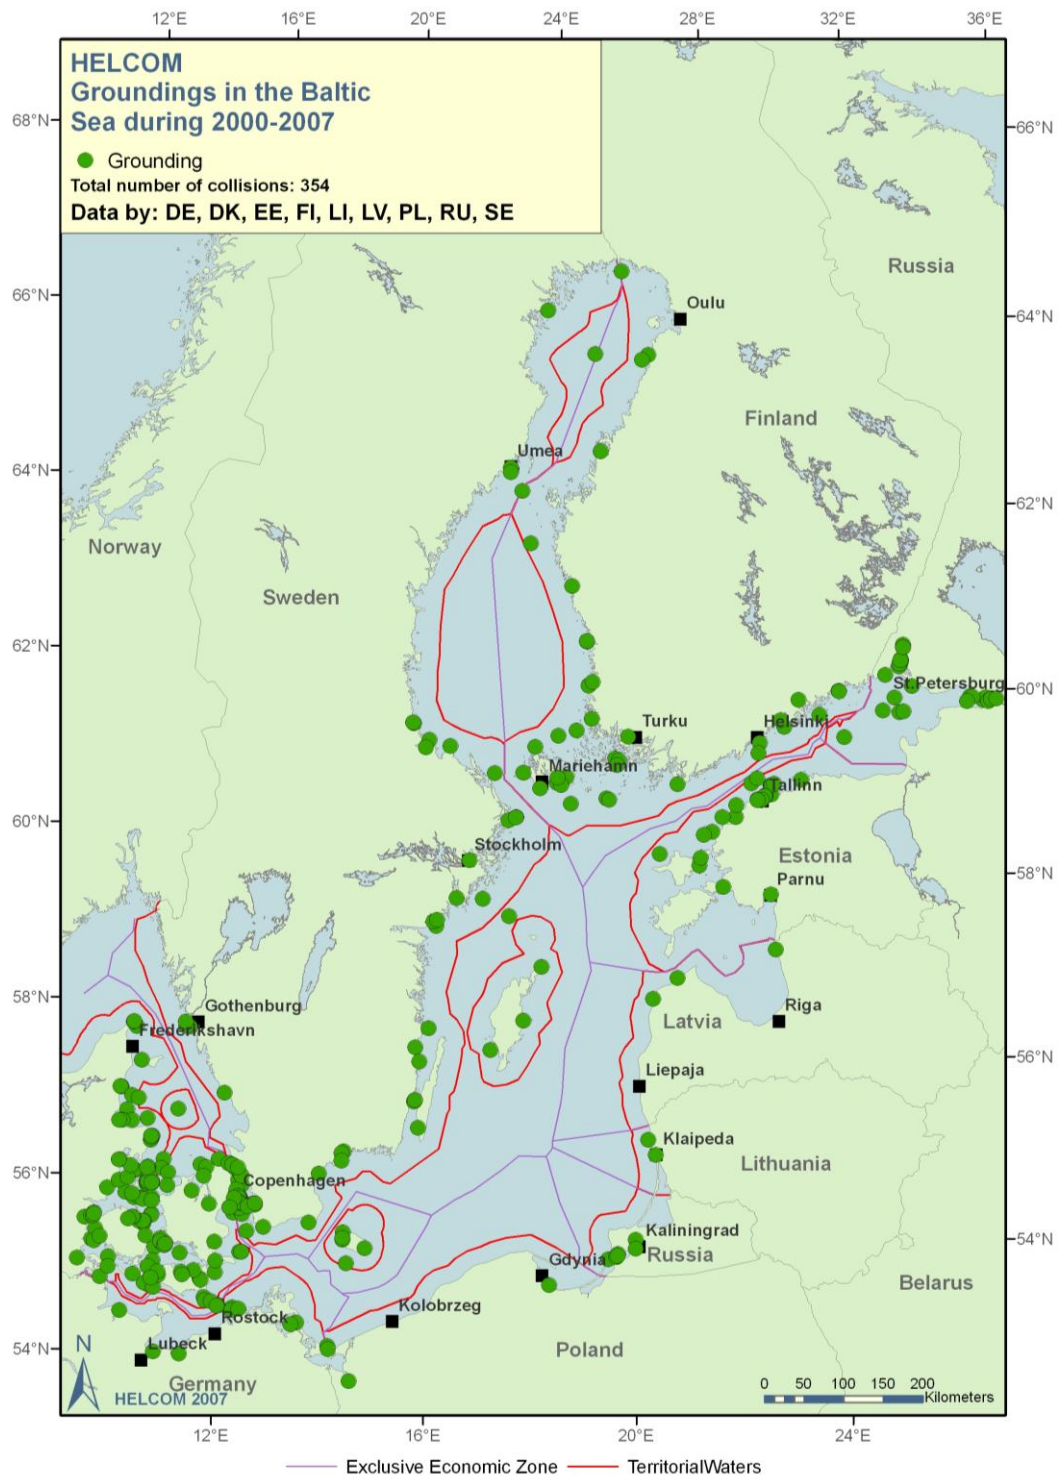 12°E 16°E 20°E 24°E 28°E 32°E 36°E
HELCOM
Groundings in the Baltic
Sea during 2000-2007
Grounding
Total number of collisions: 354
Data by: DE, DK, EE, FI, LI, LV, PL, RU, SE
68°N
66°N
Russia
66°N
Oulu
64°N
Finland
Umea
64°N
62°N
Norway
Sweden
62°N
St.Petersburg
60°N
Turku
Helsinki
Mariehamn
Tallinn
60°N
Stockholm
Estonia
58°N
Parnu
58°N
Gothenburg
Riga
Latvia
Frederikshavn
56°N
Liepaja
Klaipeda
Lithuania
56°N
Copenhagen
Kaliningrad
54°N
Russia
Gdynia
Belarus
Kolobrzeg
Rostock
54°N
N
Lubeck
Poland
Germany
HELCOM 2007
0 50 100 150 200
Kilometers
12°E 16°E 20°E 24°E
Exclusive Economic Zone
TerritorialWaters